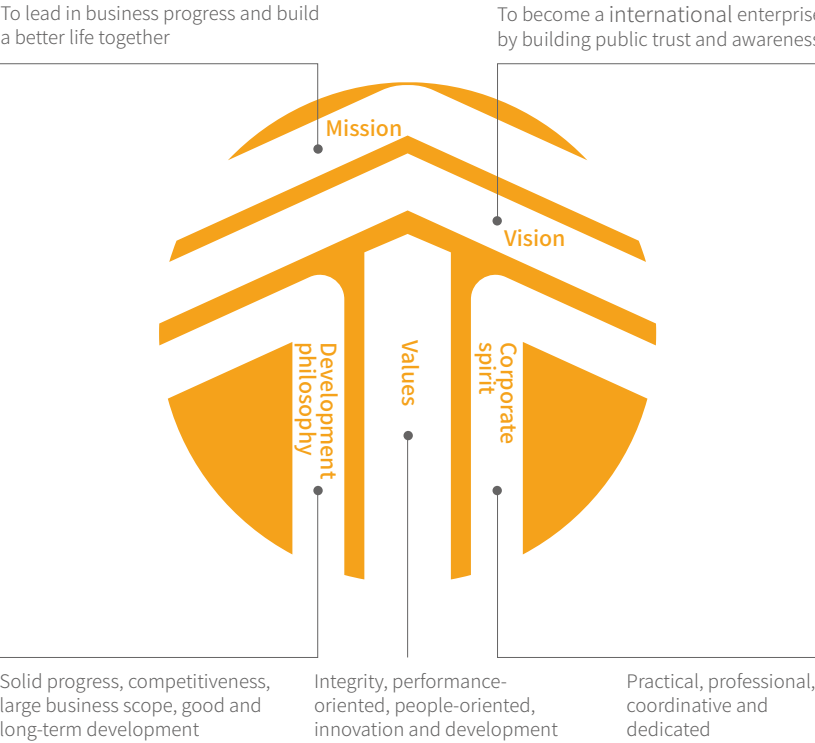 To lead in business progress and build
a better life together
To become a international enterprise
by building public trust and awareness
Mission
Vision
Development
philosophy
Values
Corporate
spirit
Solid progress, competitiveness,
large business scope, good and
long-term development
Integrity, performance-
oriented, people-oriented,
innovation and development
Practical, professional,
coordinative and
dedicated